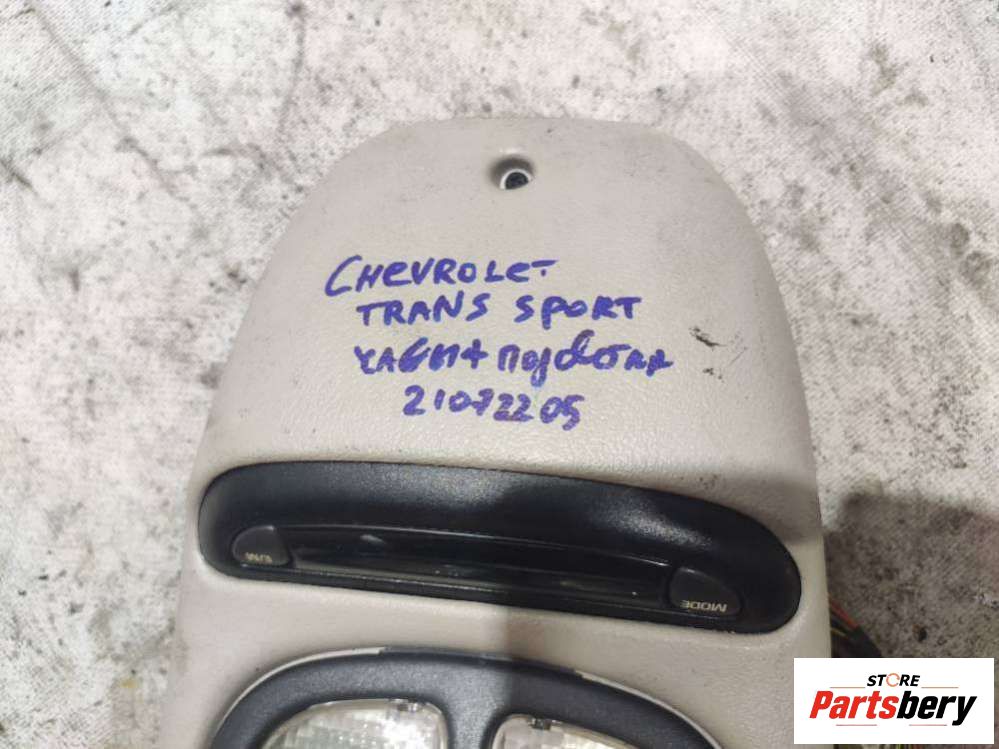 CHEVROLET
TRANS SPORT
21072205
MODE
STORE
Partsbery